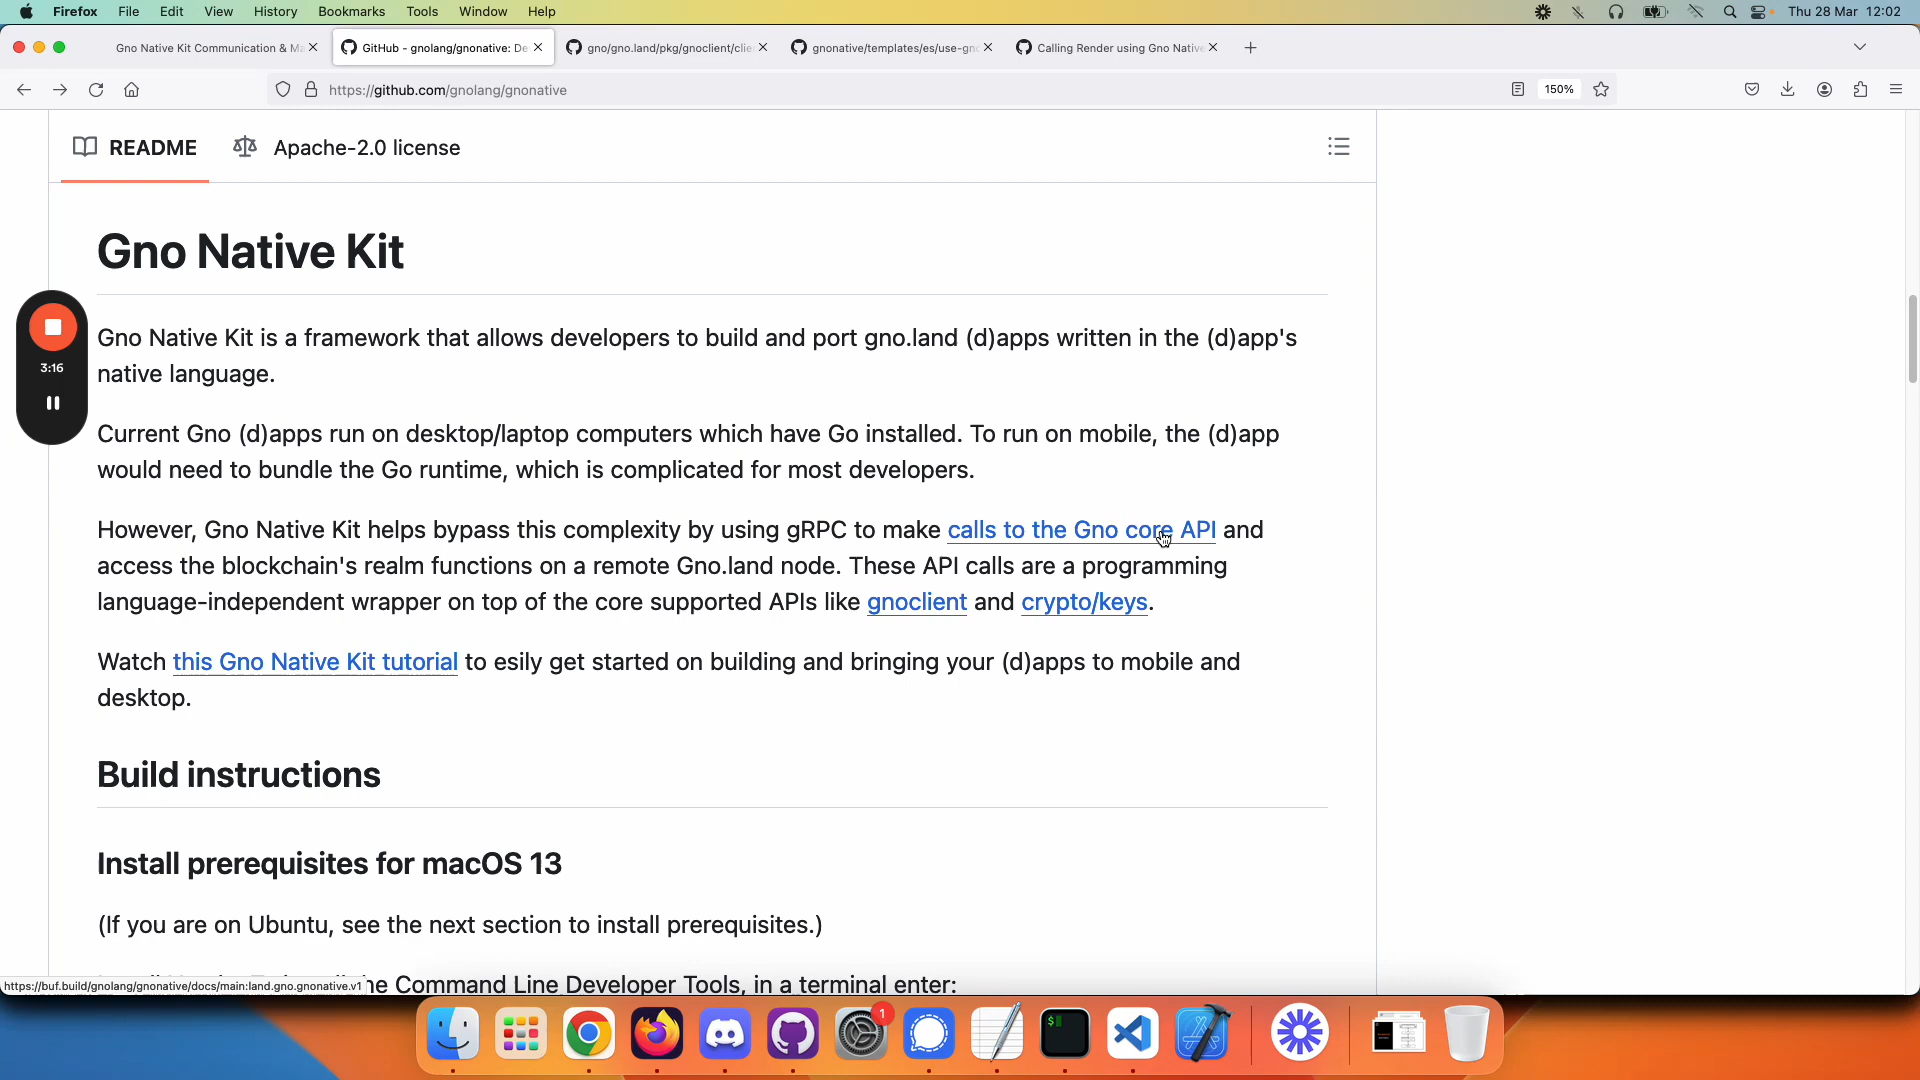 Firefox File Edit View History Bookmarks Tools Window Help Thu 28 Mar 12:02
Gno Native Kit Communication & Ma
GitHub - gnolang/gnonative: De
gno/gno.land/pkg/gnoclient/clie
gnonative/templates/es/use-gno
Calling Render using Gno Native
https://github.com/gnolang/gnonative 150%
README Apache-2.0 license
Gno Native Kit
Gno Native Kit is a framework that allows developers to build and port gno.land (d)apps written in the (d)app's
native language.
3:16
Current Gno (d)apps run on desktop/laptop computers which have Go installed. To run on mobile, the (d)app
would need to bundle the Go runtime, which is complicated for most developers.
However, Gno Native Kit helps bypass this complexity by using gRPC to make calls to the Gno core API and
access the blockchain's realm functions on a remote Gno.land node. These API calls are a programming
language-independent wrapper on top of the core supported APIs like gnoclient and crypto/keys.
Watch this Gno Native Kit tutorial to esily get started on building and bringing your (d)apps to mobile and
desktop.
Build instructions
Install prerequisites for macOS 13
(If you are on Ubuntu, see the next section to install prerequisites.)
he Command Line Developer Tools, in a terminal enter:
https://buf.build/gnolang/gnonative/docs/main:land.gno.gnonative.v1
1
$